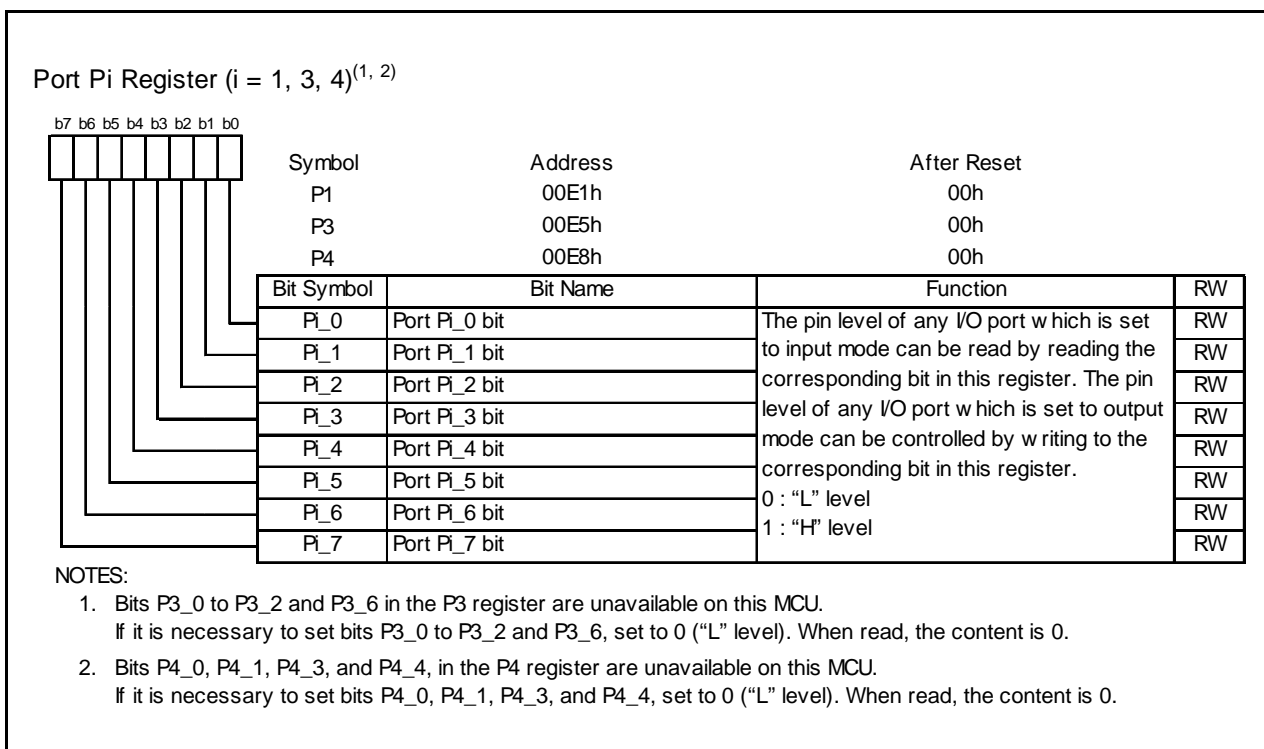 Port Pi Register (i = 1, 3, 4)(1, 2)
b7 b6 b5 b4 b3 b2 b1 b0
Symbol Address After Reset
P1 00E1h 00h
P3 00E5h 00h
P4 00E8h 00h
Bit Symbol Bit Name Function RW
Pi_0 Port Pi_0 bit The pin level of any I/O port which is set RW
Pi_1 Port Pi_1 bit to input mode can be read by reading the RW
Pi_2 Port Pi_2 bit corresponding bit in this register. The pin RW
Pi_3 Port Pi_3 bit level of any I/O port which is set to output RW
Pi_4 Port Pi_4 bit mode can be controlled by writing to the RW
Pi_5 Port Pi_5 bit corresponding bit in this register. RW
Pi_6 Port Pi_6 bit 0 : “L” level RW
Pi_7 Port Pi_7 bit 1 : “H” level RW
NOTES:
1. Bits P3_0 to P3_2 and P3_6 in the P3 register are unavailable on this MCU.
If it is necessary to set bits P3_0 to P3_2 and P3_6, set to 0 (“L” level). When read, the content is 0.
2. Bits P4_0, P4_1, P4_3, and P4_4, in the P4 register are unavailable on this MCU.
If it is necessary to set bits P4_0, P4_1, P4_3, and P4_4, set to 0 (“L” level). When read, the content is 0.